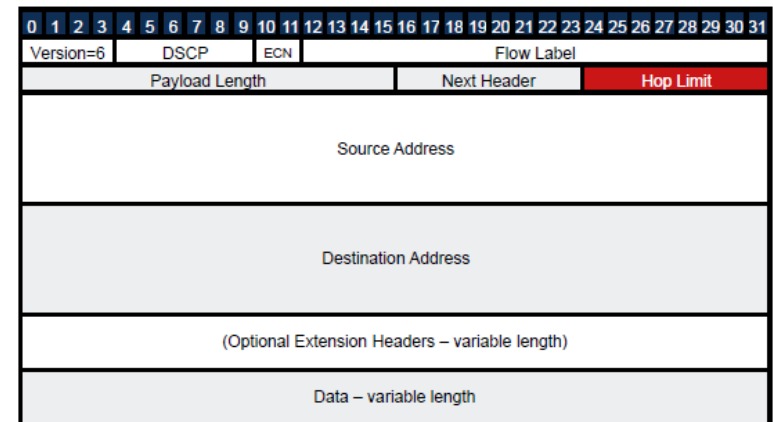 0 1 2 3 4 5 6 7 8 9 10 11 12 13 14 15 16 17 18 19 20 21 22 23 24 25 26 27 28 29 30 31
Version=6 DSCP ECN Flow Label
Payload Length Next Header Hop Limit
Source Address
Destination Address
(Optional Extension Headers – variable length)
Data – variable length